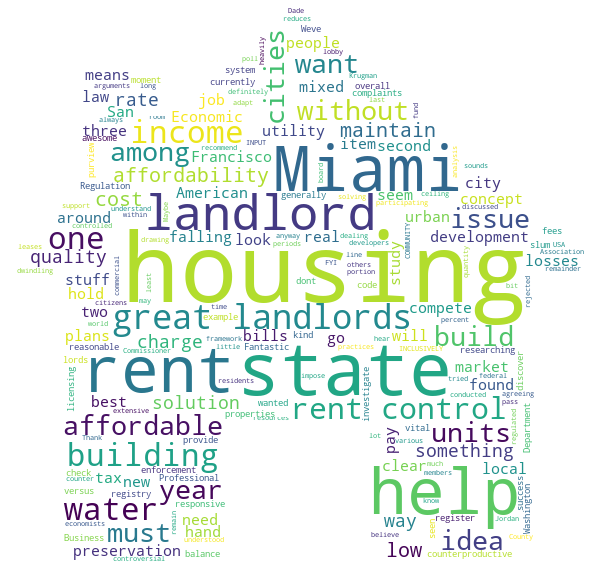 Dade
reduces
Weve
lobby
heavily
poll
Krugman
cities
people
want
means
moment
arguments
long
system
currently
mixed
overall
complaints
law
rate
job
San
Economic
without
last
adapt
fund
always
awesome
room
three
income
utility
INPUT
maintain
definitely
Miami
item
second
recommend
board
purview
analysis
sounds
among
Francisco
affordability
Regulation
American
generally
seem
city
concept
support
understand
within
cost
Maybe
ceiling
participating
controlled
landlord
discussed
fees
around
drawing
falling
look
real
urban
development
issue
USA
leases
periods
dealing
developers
COMMUNITY
slum
Association
dwindling
one
housing
study
losses
quality
commercial
line
others
quantity
remainder
stuff
least
dont
code
FYI
portion
bit
rejected
citizens
may
hold
two
great landlords
compete
world
time
percent
plans
charge
example
framework
bills
go
kind
hear
will
build
reasonable
little
practices
lords
Commissioner
Fantastic
INCLUSIVELY
market
researching
rent
state
tried
federal
found
discover
licensing
residents
impose
conducted
agreeing
best
extensive
wanted
investigate
vital
pass
solution
properties
resources
rent control
units
affordable
lot
various
regulated
Department
thank
provide
pay
something
building
clear
local
check
counter
enforcement
tax
new
Professional
help
success
Washington
versus
registry
much
members
water
year
economists
responsive
know
Jordan
way
register
must
need
seen
County
Business
remain
understood
hand
believe
idea
preservation
balance
low
counterproductive
controversial
anyway